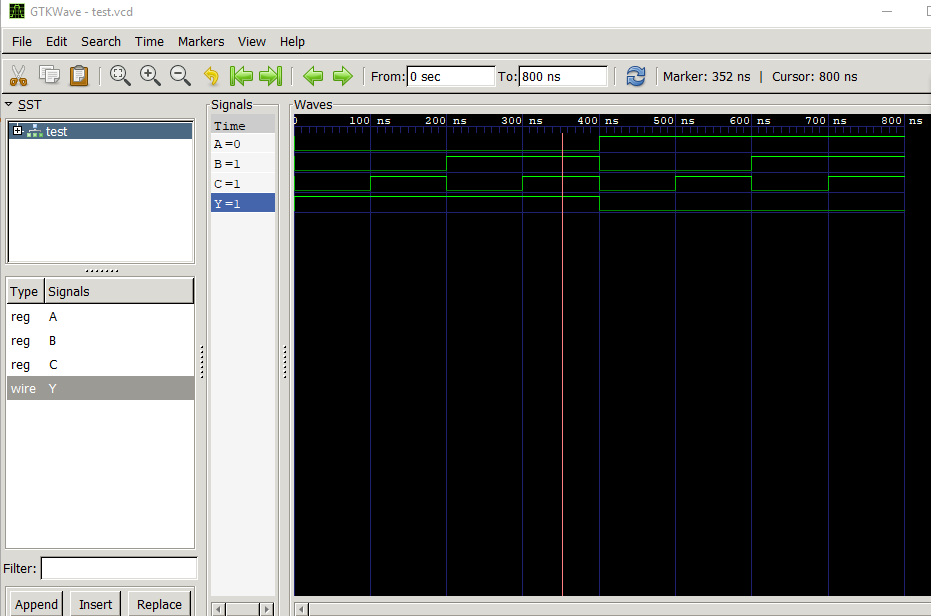 GTKWave - test.vcd
File Edit Search Time Markers View Help
From: 0 sec To: 800 ns Marker: 352 ns | Cursor: 800 ns
SST
test
Type Signals
reg A
reg B
reg C
wire Y
Filter:
Append Insert Replace
Signals
Time
A =0
B =1
C =1
Y =1
Waves
0 100 ns 200 ns 300 ns 400 ns 500 ns 600 ns 700 ns 800 ns